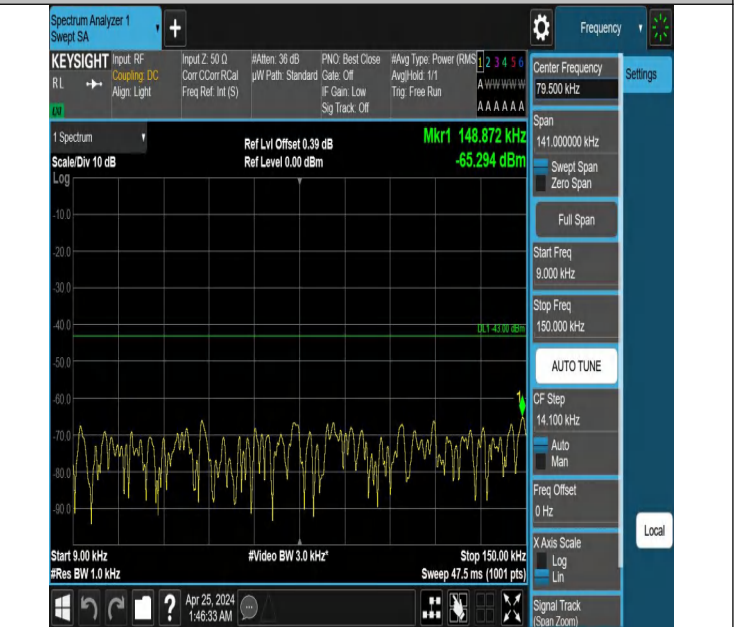 Spectrum Analyzer 1
Swept SA
+
Frequency
KEYSIGHT
RL
Input: RF
Coupling: DC
Align: Light
Input Z: 50 Ω
Corr CCorr RCal
Freq Ref: Int (S)
#Atten: 36 dB
µW Path: Standard
PNO: Best Close
Gate: Off
IF Gain: Low
Sig Track: Off
#Avg Type: Power (RMS
Avg|Hold: 1/1
Trig: Free Run
1 2 3 4 5 6
A W W W W W
A A A A A A
1 Spectrum
Scale/Div 10 dB
Log
Ref Lvl Offset 0.39 dB
Ref Level 0.00 dBm
Mkr1 148.872 kHz
-65.294 dBm
-10.0
-20.0
-30.0
-40.0
DL1 -43.00 dBm
-50.0
-60.0
1
-70.0
-80.0
-90.0
Start 9.00 kHz
#Res BW 1.0 kHz
#Video BW 3.0 kHz*
Stop 150.00 kHz
Sweep 47.5 ms (1001 pts)
Center Frequency
79.500 kHz
Settings
Span
141.000000 kHz
Swept Span
Zero Span
Full Span
Start Freq
9.000 kHz
Stop Freq
150.000 kHz
AUTO TUNE
CF Step
14.100 kHz
Auto
Man
Freq Offset
0 Hz
X Axis Scale
Log
Lin
Local
Signal Track
(Span Zoom)
?
Apr 25, 2024
1:46:33 AM